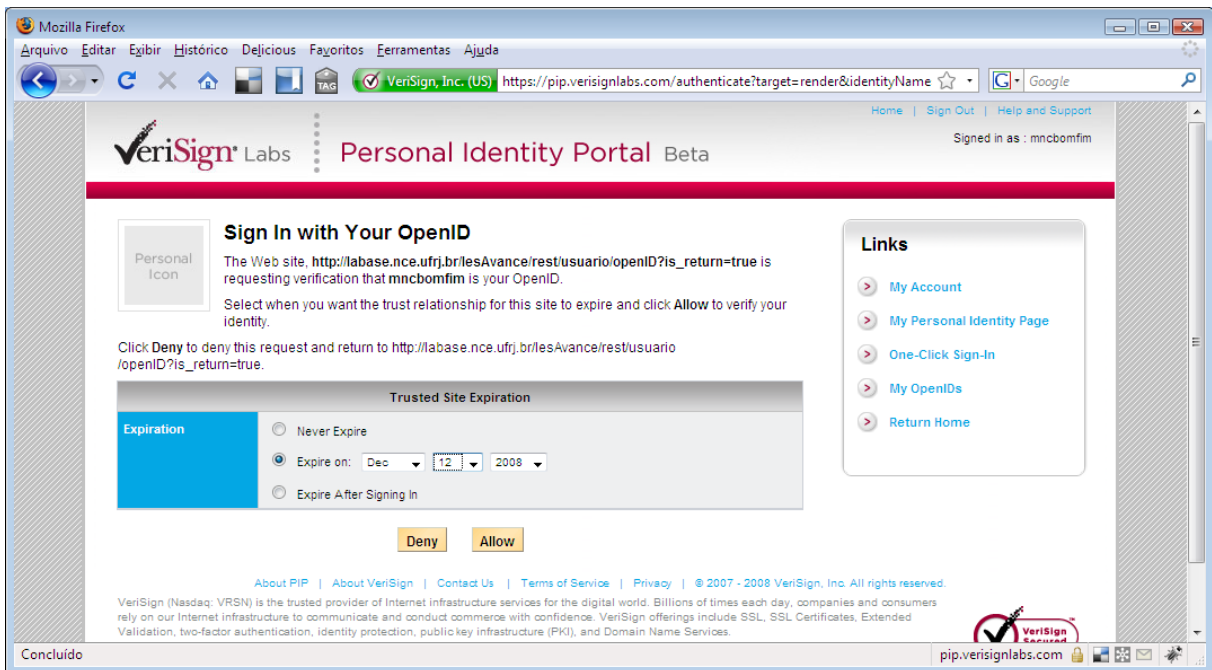 Mozilla Firefox
Arquivo Editar Exibir Histórico Delicious Favoritos Ferramentas Ajuda
TAG VeriSign, Inc. (US) https://pip.verisignlabs.com/authenticate?target=render&identityName Google
Home | Sign Out | Help and Support
Signed in as : mncbomfim
VeriSign Labs Personal Identity Portal Beta
Personal Icon
Sign In with Your OpenID
The Web site, http://labase.nce.ufrj.br/lesAvance/rest/usuario/openID?is_return=true is
requesting verification that mncbomfim is your OpenID.
Select when you want the trust relationship for this site to expire and click Allow to verify your
identity.
Click Deny to deny this request and return to http://labase.nce.ufrj.br/lesAvance/rest/usuario
/openID?is_return=true.
Trusted Site Expiration
Expiration
Never Expire
Expire on: Dec 12 2008
Expire After Signing In
Deny Allow
Links
My Account
My Personal Identity Page
One-Click Sign-In
My OpenIDs
Return Home
About PIP | About VeriSign | Contact Us | Terms of Service | Privacy | © 2007 - 2008 VeriSign, Inc. All rights reserved.
VeriSign (Nasdaq: VRSN) is the trusted provider of Internet infrastructure services for the digital world. Billions of times each day, companies and consumers
rely on our Internet infrastructure to communicate and conduct commerce with confidence. VeriSign offerings include SSL, SSL Certificates, Extended
Validation, two-factor authentication, identity protection, public key infrastructure (PKI), and Domain Name Services.
VeriSign
Secured
Concluído
pip.verisignlabs.com